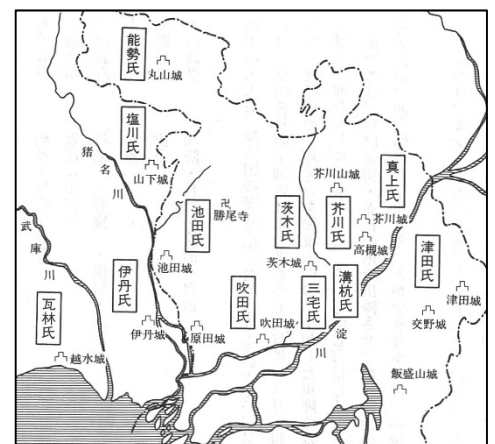 能勢氏
丸山城
塩川氏
猪名川
山下城
池田氏
勝尾寺
池田城
武庫川
瓦林氏
越水城
伊丹氏
伊丹城
原田城
吹田氏
吹田城
茨木氏
茨木城
三宅氏
溝杭氏
芥川山城
芥川氏
芥川城
高槻城
真上氏
淀川
津田氏
津田城
交野城
飯盛山城